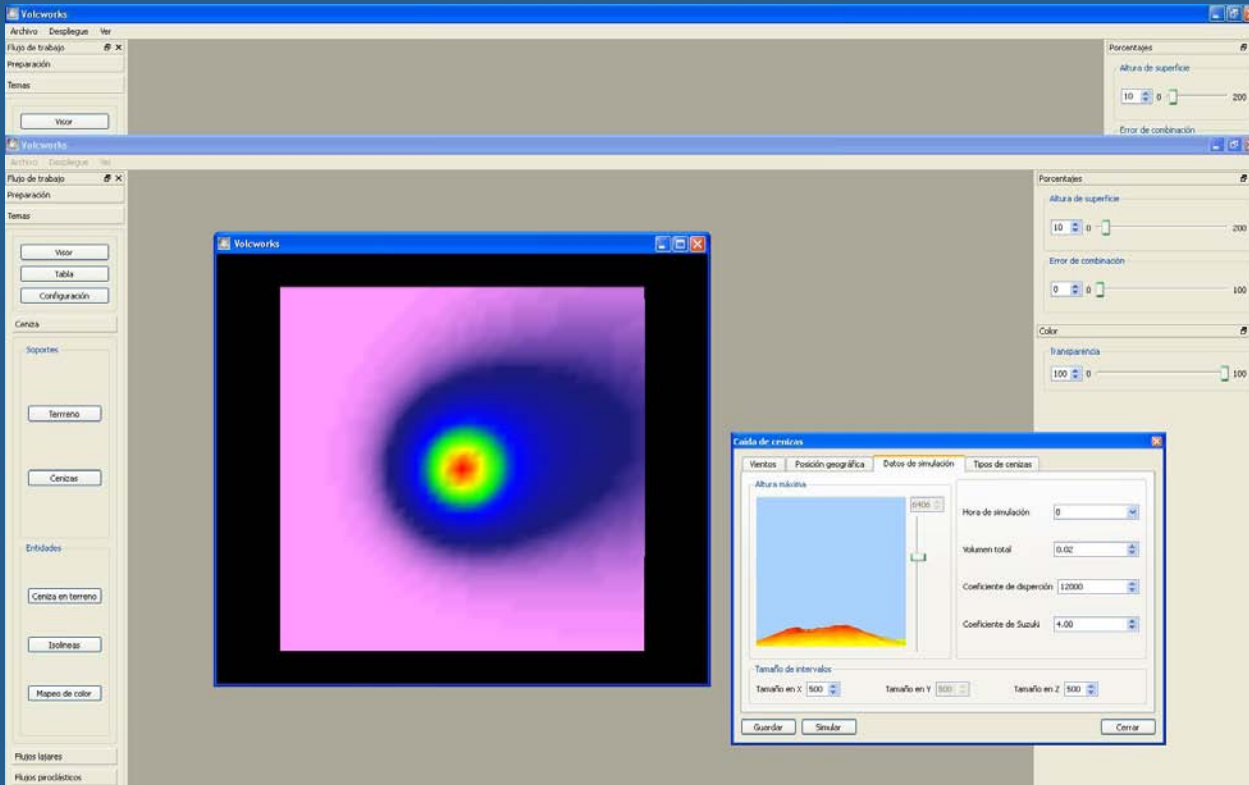 Volcworks
Archivo Despliegue Ver
Flujo de trabajo
Preparación
Temas
Visor
Porcentajes
Altura de superficie
10 0 200
Error de combinación
Volcworks
Archivo Despliegue Ver
Flujo de trabajo
Preparación
Temas
Visor
Tabla
Configuración
Ceniza
Soportes
Terrreno
Cenizas
Entidades
Ceniza en terreno
Isolineas
Mapeo de color
Flujos lajares
Flujos piroclásticos
Volcworks
Porcentajes
Altura de superficie
10 0 200
Error de combinación
0 0 100
Color
Transparencia
100 0 100
Caida de cenizas
Vientos Posición geográfica Datos de simulación Tipos de cenizas
Altura máxima
6406
Hora de simulación 0
Volumen total 0.02
Coeficiente de disperción 12000
Coeficiente de Suzuki 4.00
Tamaño de intervalos
Tamaño en X 500 Tamaño en Y 500 Tamaño en Z 500
Guardar Simular Cerrar